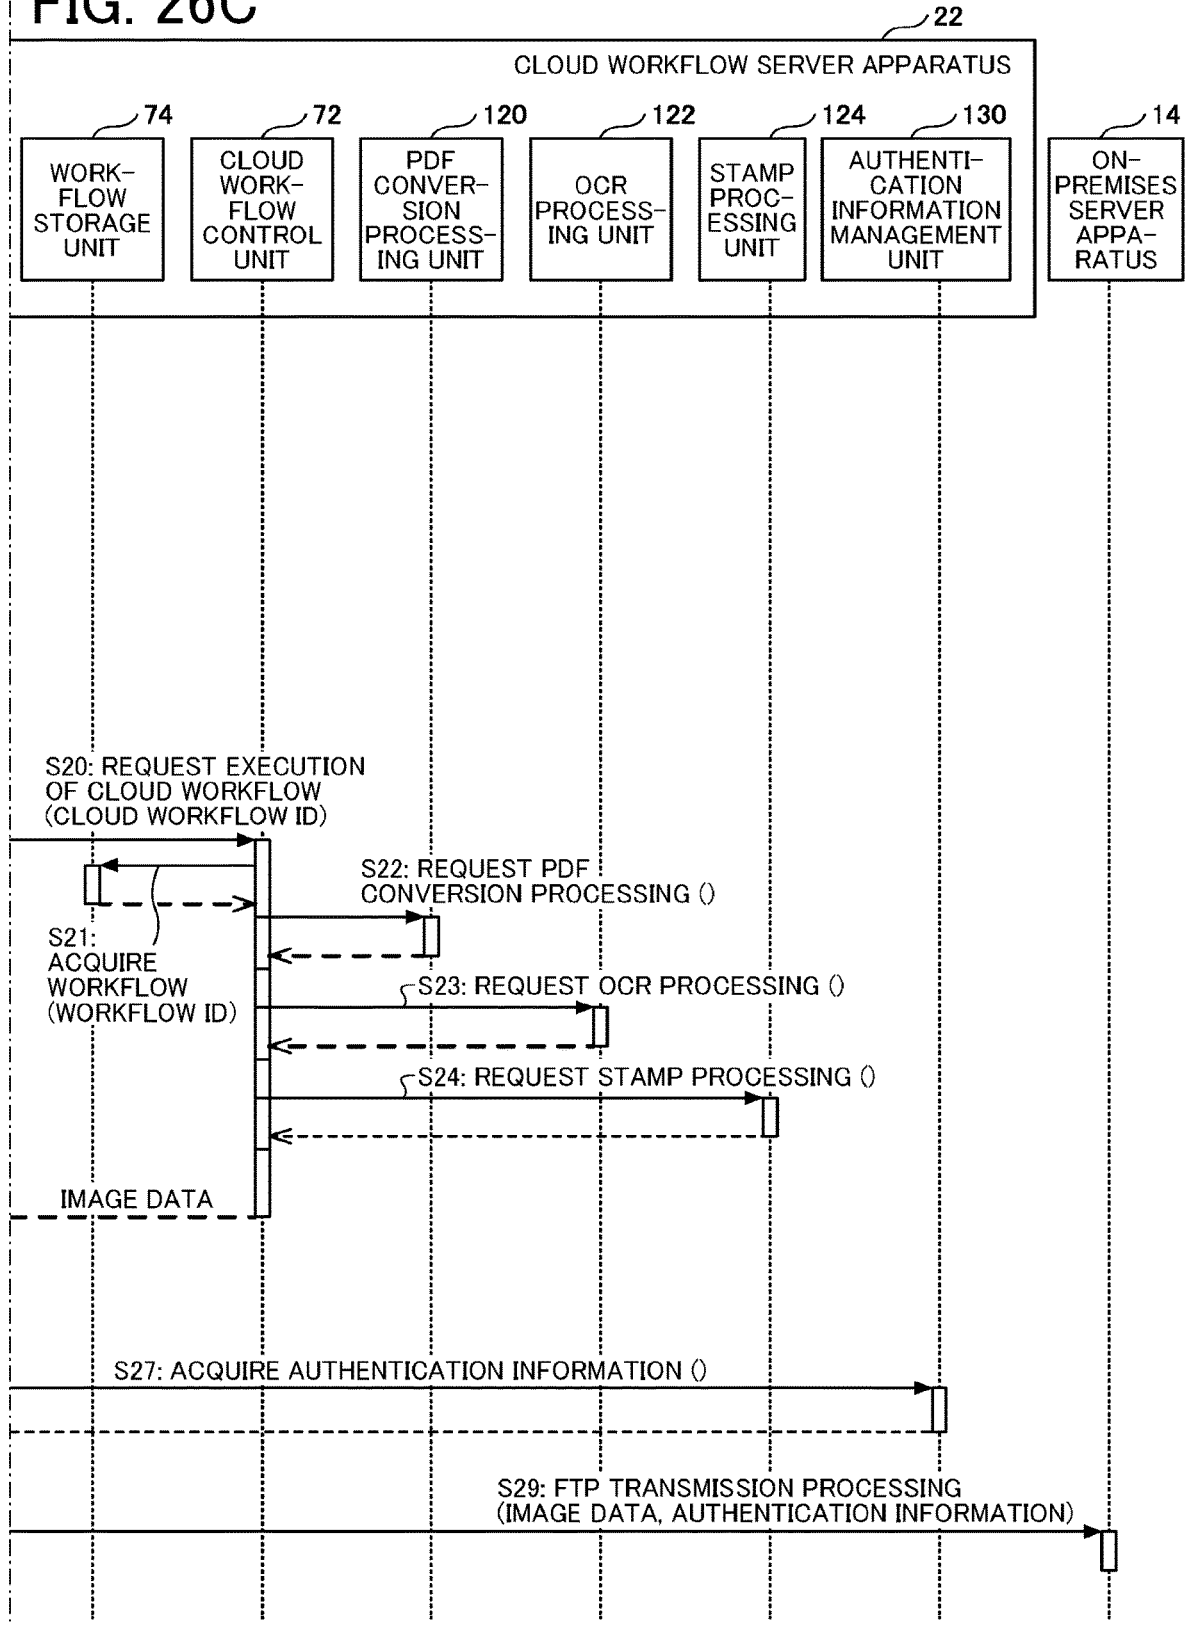 FIG. 26C
22
CLOUD WORKFLOW SERVER APPARATUS
74
72
120
122
124
130
14
WORK-
FLOW
STORAGE
UNIT
CLOUD
WORK-
FLOW
CONTROL
UNIT
PDF
CONVER-
SION
PROCESS-
ING UNIT
OCR
PROCESS-
ING UNIT
STAMP
PROC-
ESSING
UNIT
AUTHENTI-
CATION
INFORMATION
MANAGEMENT
UNIT
ON-
PREMISES
SERVER
APPA-
RATUS
S20: REQUEST EXECUTION
OF CLOUD WORKFLOW
(CLOUD WORKFLOW ID)
S22: REQUEST PDF
CONVERSION PROCESSING ()
S21:
ACQUIRE
WORKFLOW
(WORKFLOW ID)
S23: REQUEST OCR PROCESSING ()
S24: REQUEST STAMP PROCESSING ()
IMAGE DATA
S27: ACQUIRE AUTHENTICATION INFORMATION ()
S29: FTP TRANSMISSION PROCESSING
(IMAGE DATA, AUTHENTICATION INFORMATION)